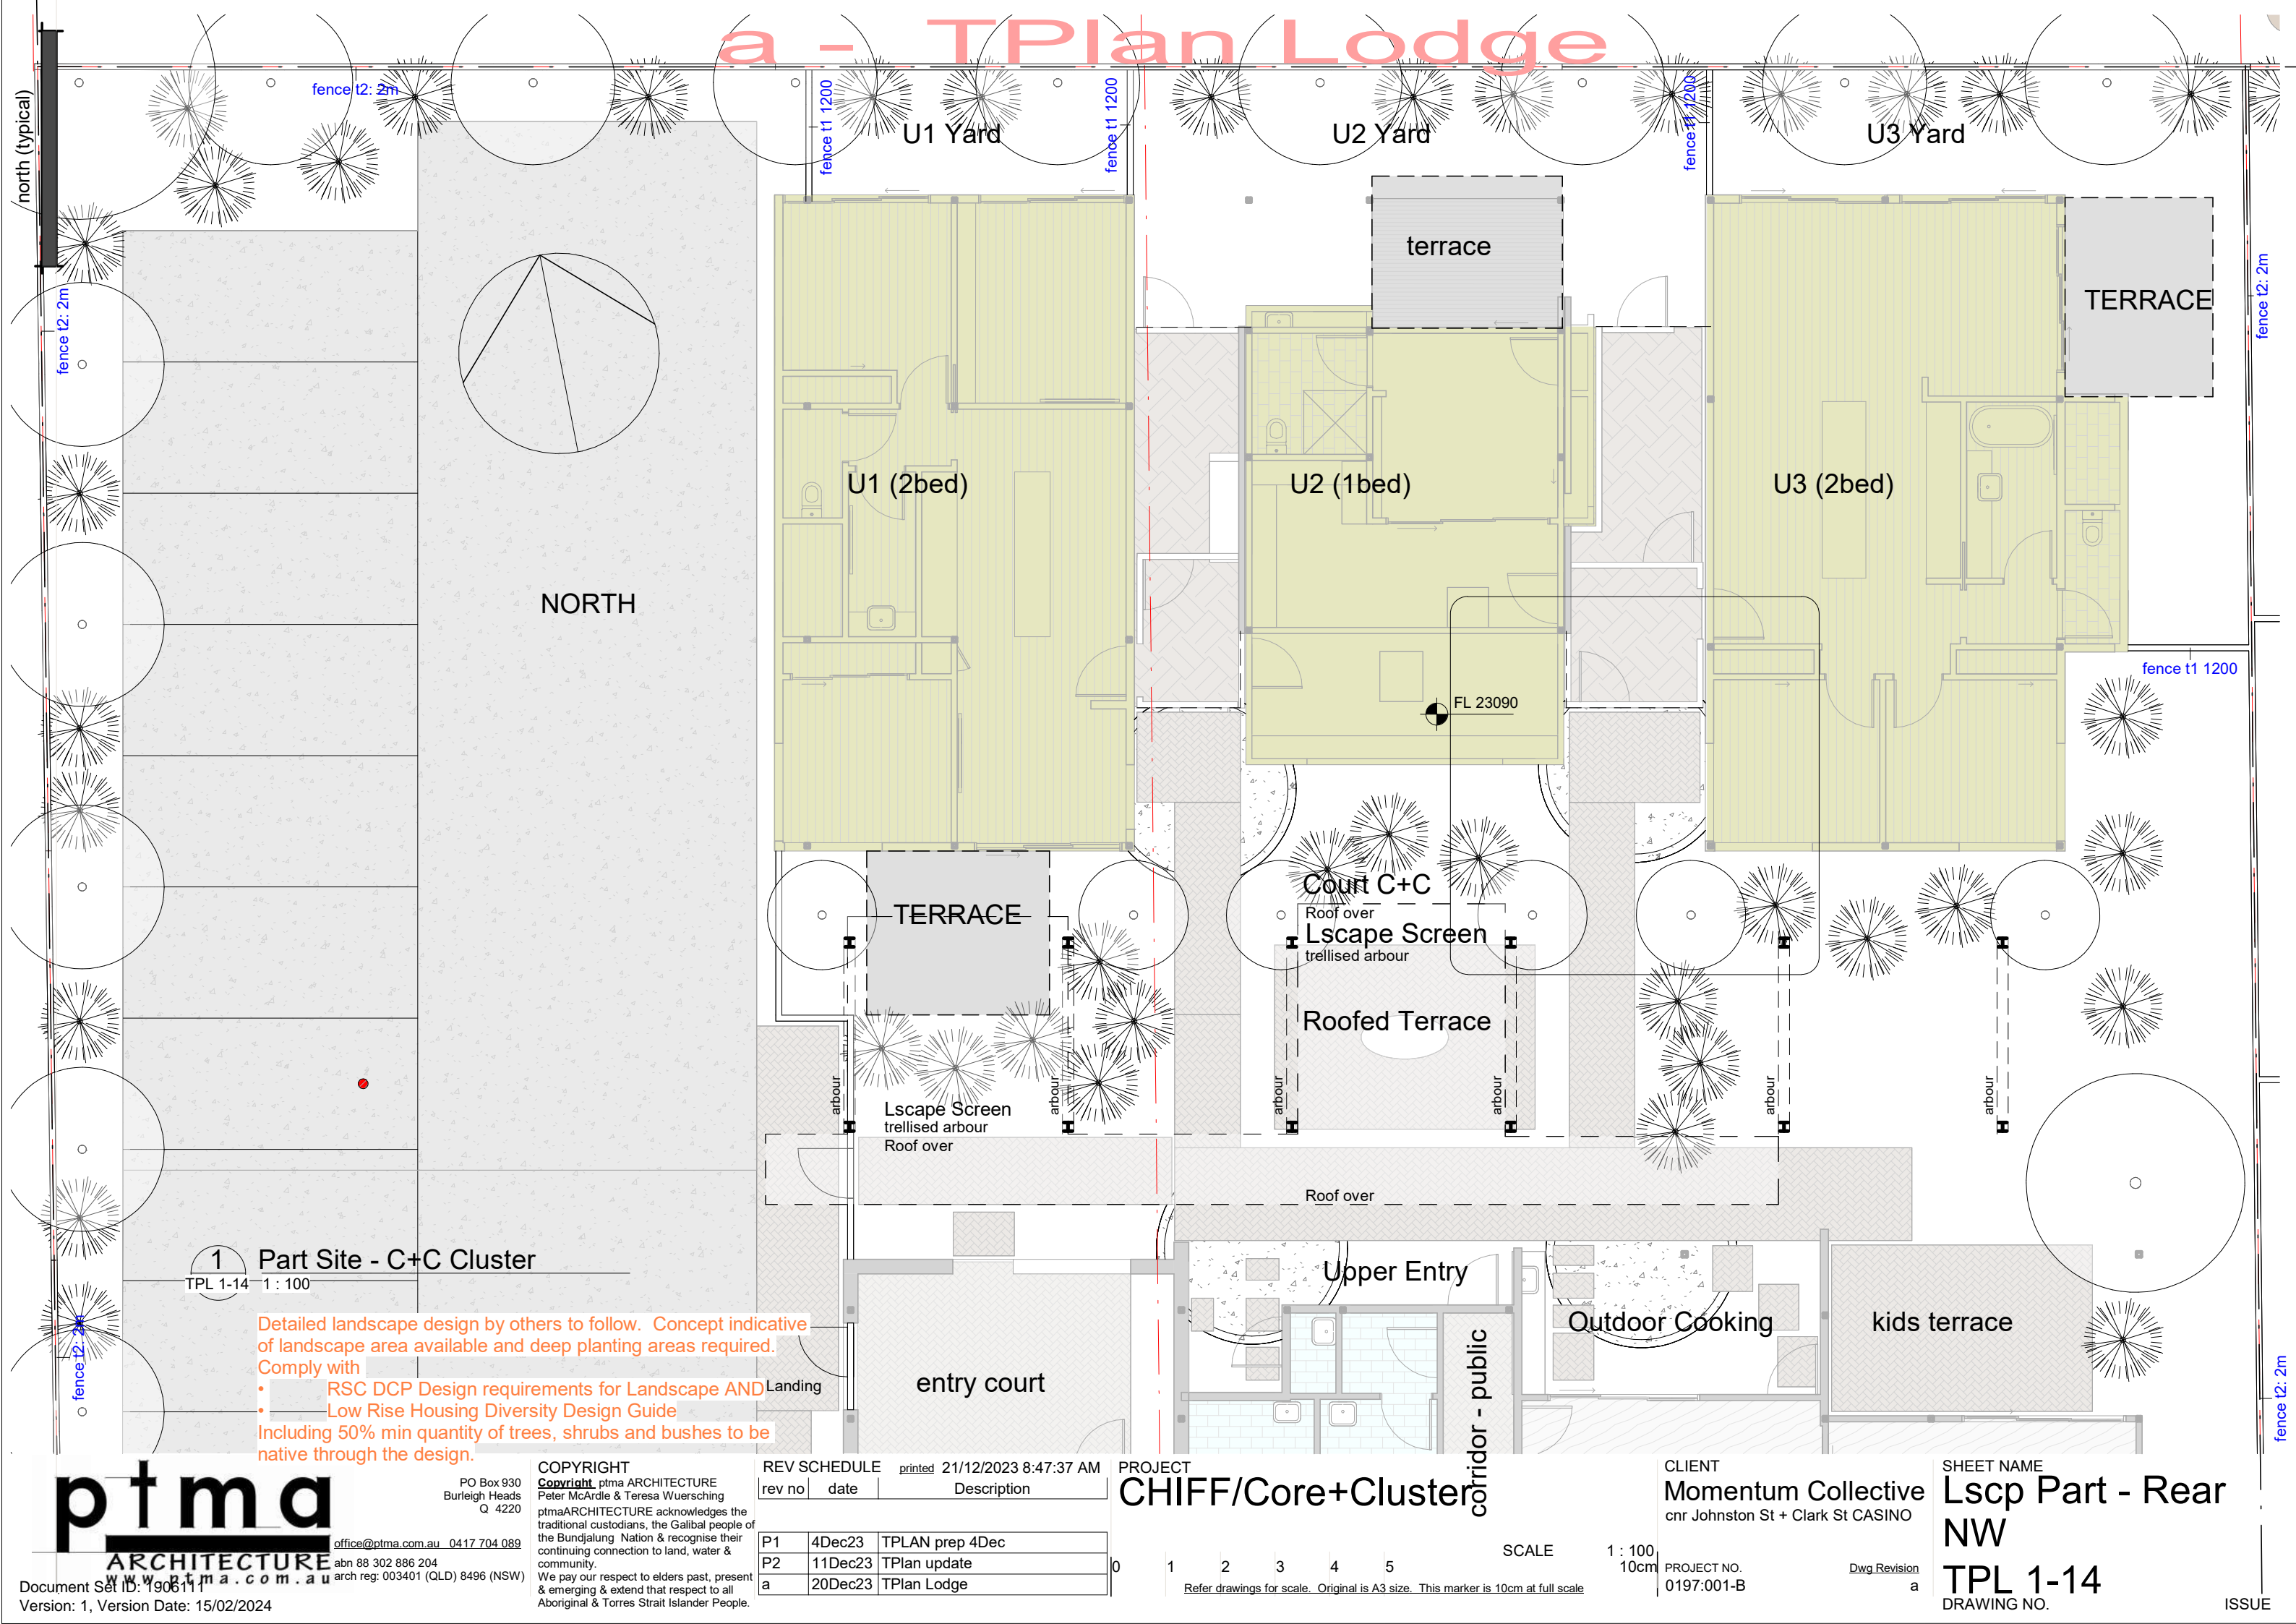 a - TPlan Lodge
north (typical)
fence t2: 2m
fence t1 1200
U1 Yard
fence t1 1200
U2 Yard
fence t1 1200
U3 Yard
terrace
TERRACE
fence t2: 2m
fence t2: 2m
U1 (2bed)
U2 (1bed)
U3 (2bed)
NORTH
fence t1 1200
FL 23090
Court C+C
Roof over
Lscape Screen
trellised arbour
TERRACE
Roofed Terrace
arbour
arbour
arbour
arbour
arbour
arbour
Lscape Screen
trellised arbour
Roof over
Roof over
1
Part Site - C+C Cluster
TPL 1-14
1 : 100
Upper Entry
Outdoor Cooking
kids terrace
entry court
corridor - public
Landing
fence t2: 2m
fence t2: 2m
Detailed landscape design by others to follow. Concept indicative
of landscape area available and deep planting areas required.
Comply with
• RSC DCP Design requirements for Landscape AND
• Low Rise Housing Diversity Design Guide
Including 50% min quantity of trees, shrubs and bushes to be
native through the design.
ptma
ARCHITECTURE
www.ptma.com.au
PO Box 930
Burleigh Heads
Q 4220
office@ptma.com.au 0417 704 089
abn 88 302 886 204
arch reg: 003401 (QLD) 8496 (NSW)
Document Set ID: 1906111
Version: 1, Version Date: 15/02/2024
COPYRIGHT
Copyright ptma ARCHITECTURE
Peter McArdle & Teresa Wuersching
ptmaARCHITECTURE acknowledges the
traditional custodians, the Galibal people of
the Bundjalung Nation & recognise their
continuing connection to land, water &
community.
We pay our respect to elders past, present
& emerging & extend that respect to all
Aboriginal & Torres Strait Islander People.
REV SCHEDULE printed 21/12/2023 8:47:37 AM
rev no date Description
P1 4Dec23 TPLAN prep 4Dec
P2 11Dec23 TPlan update
a 20Dec23 TPlan Lodge
PROJECT
CHIFF/Core+Cluster
SCALE 1 : 100
0 1 2 3 4 5 10cm
Refer drawings for scale. Original is A3 size. This marker is 10cm at full scale
CLIENT
Momentum Collective
cnr Johnston St + Clark St CASINO
PROJECT NO.
0197:001-B
Dwg Revision
a
SHEET NAME
Lscp Part - Rear
NW
TPL 1-14
DRAWING NO.
ISSUE